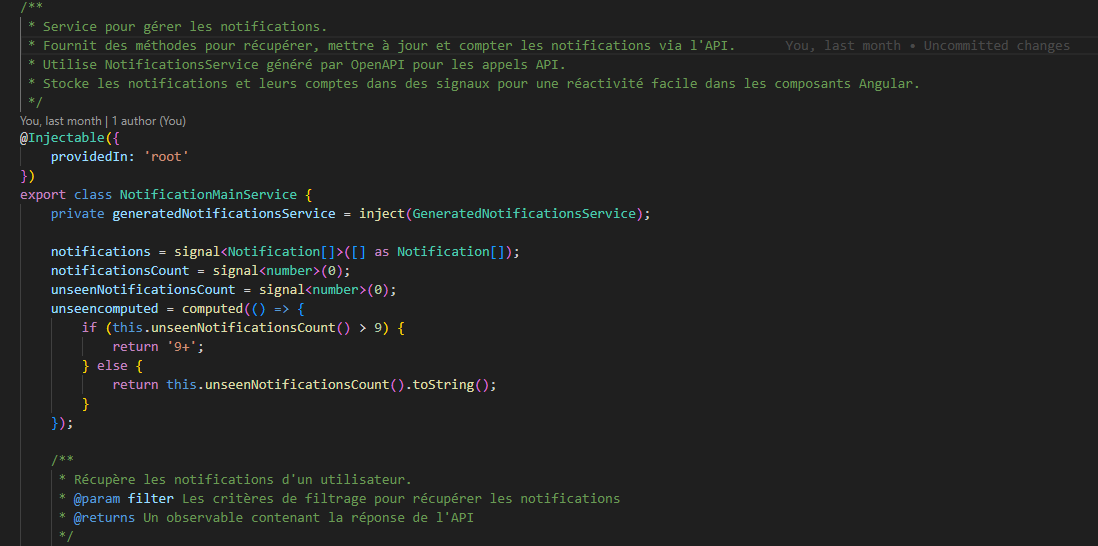 /**
 * Service pour gérer les notifications.
 * Fournit des méthodes pour récupérer, mettre à jour et compter les notifications via l'API.     You, last month • Uncommitted changes
 * Utilise NotificationsService généré par OpenAPI pour les appels API.
 * Stocke les notifications et leurs comptes dans des signaux pour une réactivité facile dans les composants Angular.
 */
You, last month | 1 author (You)
@Injectable({
    providedIn: 'root'
})
export class NotificationMainService {
    private generatedNotificationsService = inject(GeneratedNotificationsService);

    notifications = signal<Notification[]>([] as Notification[]);
    notificationsCount = signal<number>(0);
    unseenNotificationsCount = signal<number>(0);
    unseencomputed = computed(() => {
        if (this.unseenNotificationsCount() > 9) {
            return '9+';
        } else {
            return this.unseenNotificationsCount().toString();
        }
    });

    /**
     * Récupère les notifications d'un utilisateur.
     * @param filter Les critères de filtrage pour récupérer les notifications
     * @returns Un observable contenant la réponse de l'API
     */